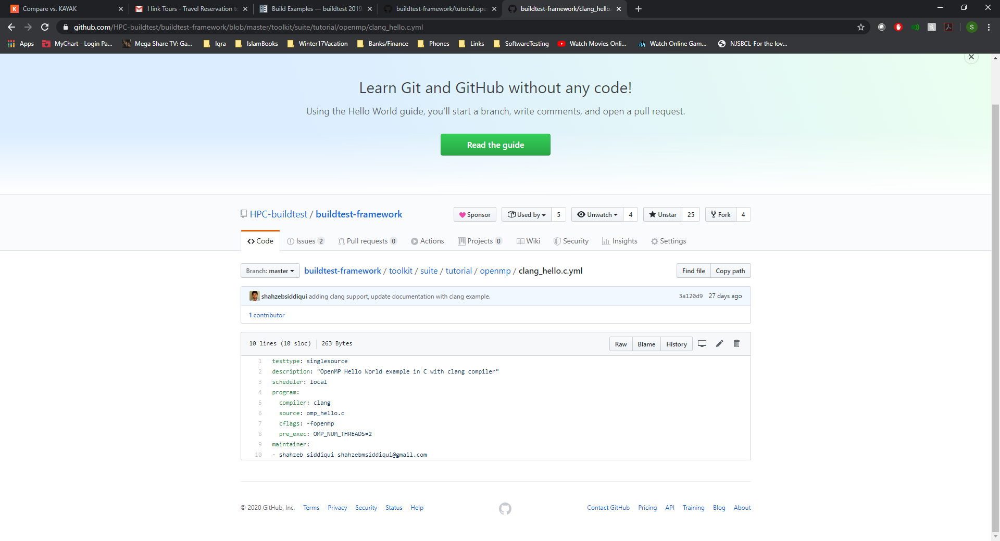 Compare vs. KAYAK
I link Tours - Travel Reservation to
Build Examples — buildtest 2019.
buildtest-framework/tutorial.ope
buildtest-framework/clang_hello.
github.com/HPC-buildtest/buildtest-framework/blob/master/toolkit/suite/tutorial/openmp/clang_hello.c.yml
S
Apps
MyChart - Login Pa...
Mega Share TV: Ga...
Iqra
IslamBooks
Winter17Vacation
Banks/Finance
Phones
Links
SoftwareTesting
Watch Movies Onli...
Watch Online Gam...
NJSBCL-For the lov...
Learn Git and GitHub without any code!
Using the Hello World guide, you’ll start a branch, write comments, and open a pull request.
Read the guide
HPC-buildtest / buildtest-framework
Sponsor
Used by 5
Unwatch 4
Unstar 25
Fork 4
Code
Issues 2
Pull requests 0
Actions
Projects 0
Wiki
Security
Insights
Settings
Branch: master
buildtest-framework / toolkit / suite / tutorial / openmp / clang_hello.c.yml
Find file
Copy path
shahzebsiddiqui adding clang support, update documentation with clang example.
3a120d9 27 days ago
1 contributor
10 lines (10 sloc) 263 Bytes
Raw
Blame
History
1 testtype: singlesource
2 description: "OpenMP Hello World example in C with clang compiler"
3 scheduler: local
4 program:
5 compiler: clang
6 source: omp_hello.c
7 cflags: -fopenmp
8 pre_exec: OMP_NUM_THREADS=2
9 maintainer:
10 - shahzeb siddiqui shahzebmsiddiqui@gmail.com
© 2020 GitHub, Inc.
Terms
Privacy
Security
Status
Help
Contact GitHub
Pricing
API
Training
Blog
About